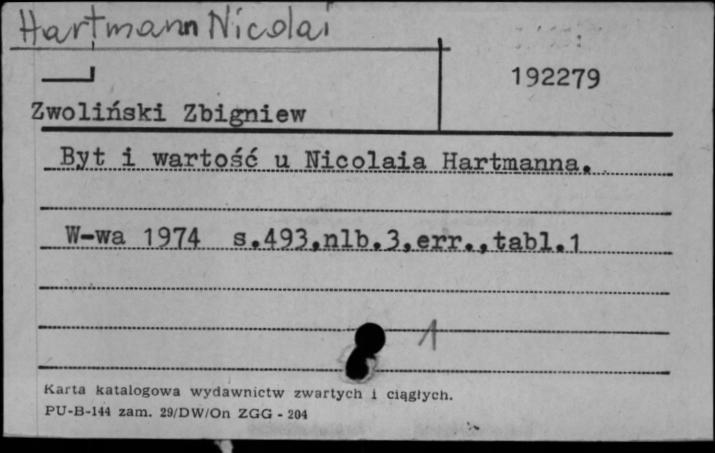 Hartmann Nicolai
192279
Zwoliński Zbigniew
Byt i wartość u Nicolaia Hartmanna.
W-wa 1974 s.493,nlb.3,err.,tabl.1
1
Karta katalogowa wydawnictw zwartych i ciągłych.
PU-B-144 zam. 29/DW/On ZGG - 204